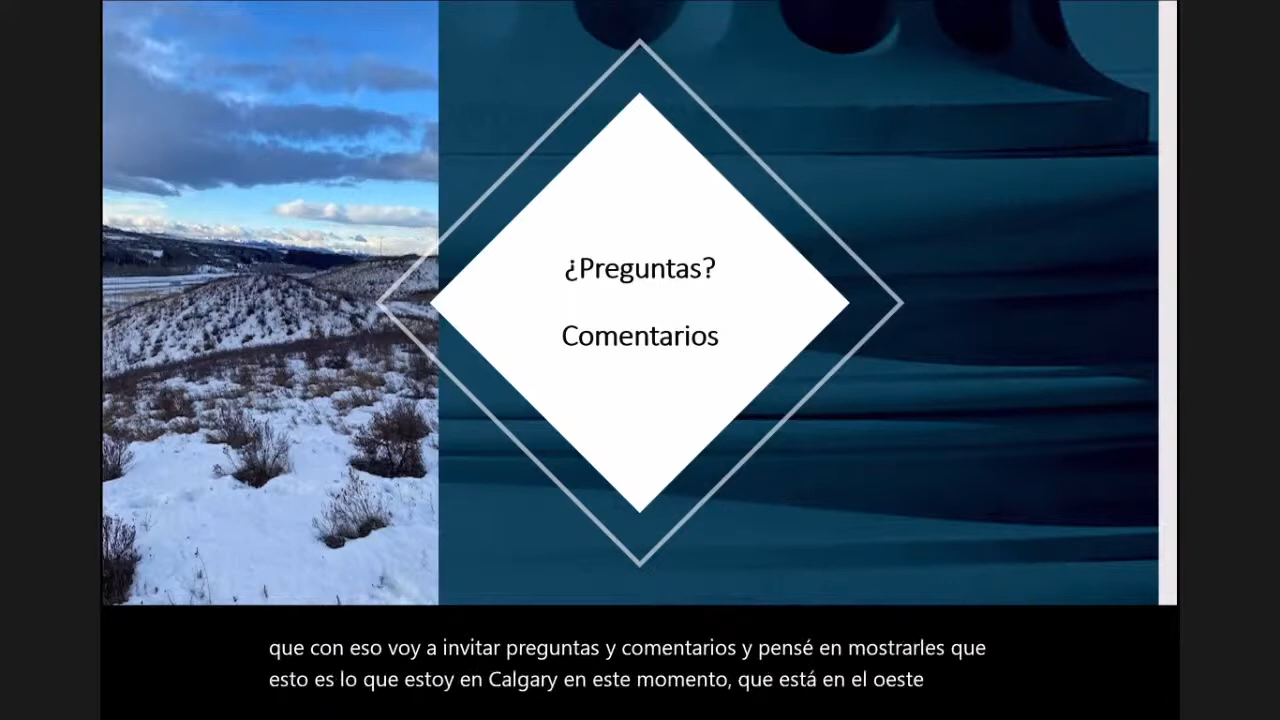 ¿Preguntas?
Comentarios
que con eso voy a invitar preguntas y comentarios y pensé en mostrarles que
esto es lo que estoy en Calgary en este momento, que está en el oeste